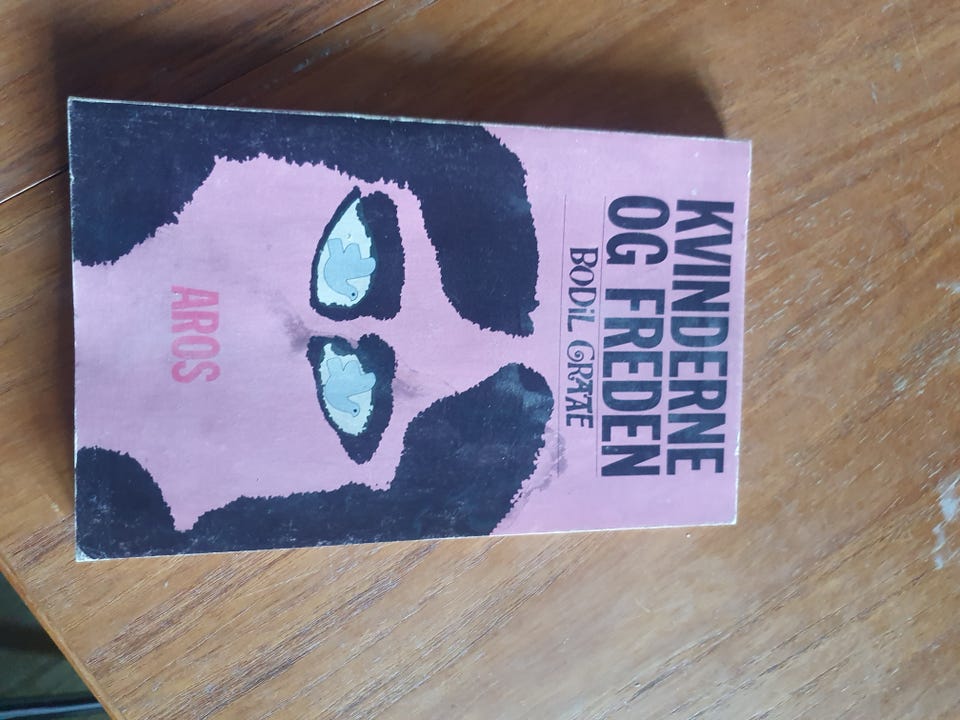 KVINDERNE
OG FREDEN
BODIL GRAAE
AROS